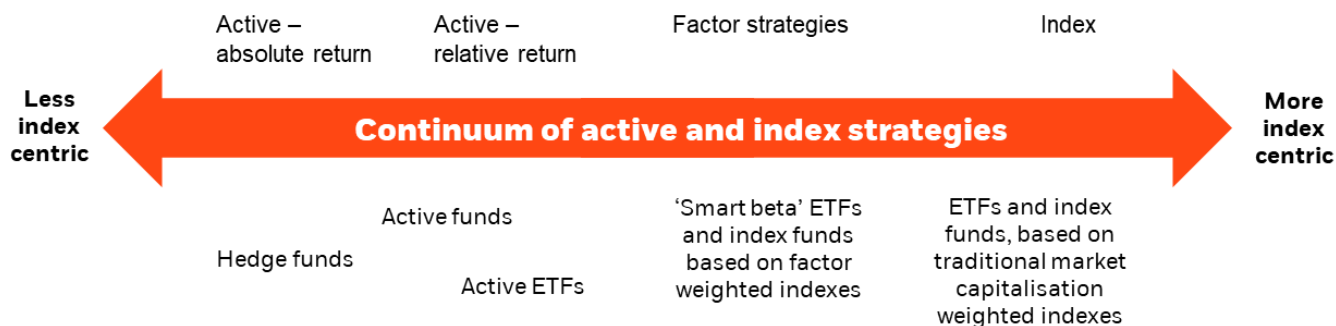 Active –
absolute return
Active –
relative return
Factor strategies
Index
Less
index
centric
Continuum of active and index strategies
More
index
centric
Hedge funds
Active funds
Active ETFs
‘Smart beta’ ETFs
and index funds
based on factor
weighted indexes
ETFs and index
funds, based on
traditional market
capitalisation
weighted indexes